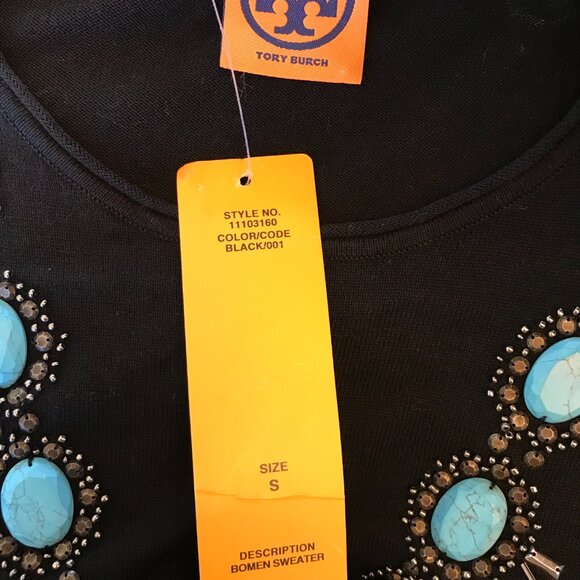 TORY BURCH
STYLE NO.
11103160
COLOR/CODE
BLACK/001
SIZE
S
DESCRIPTION
BOMEN SWEATER